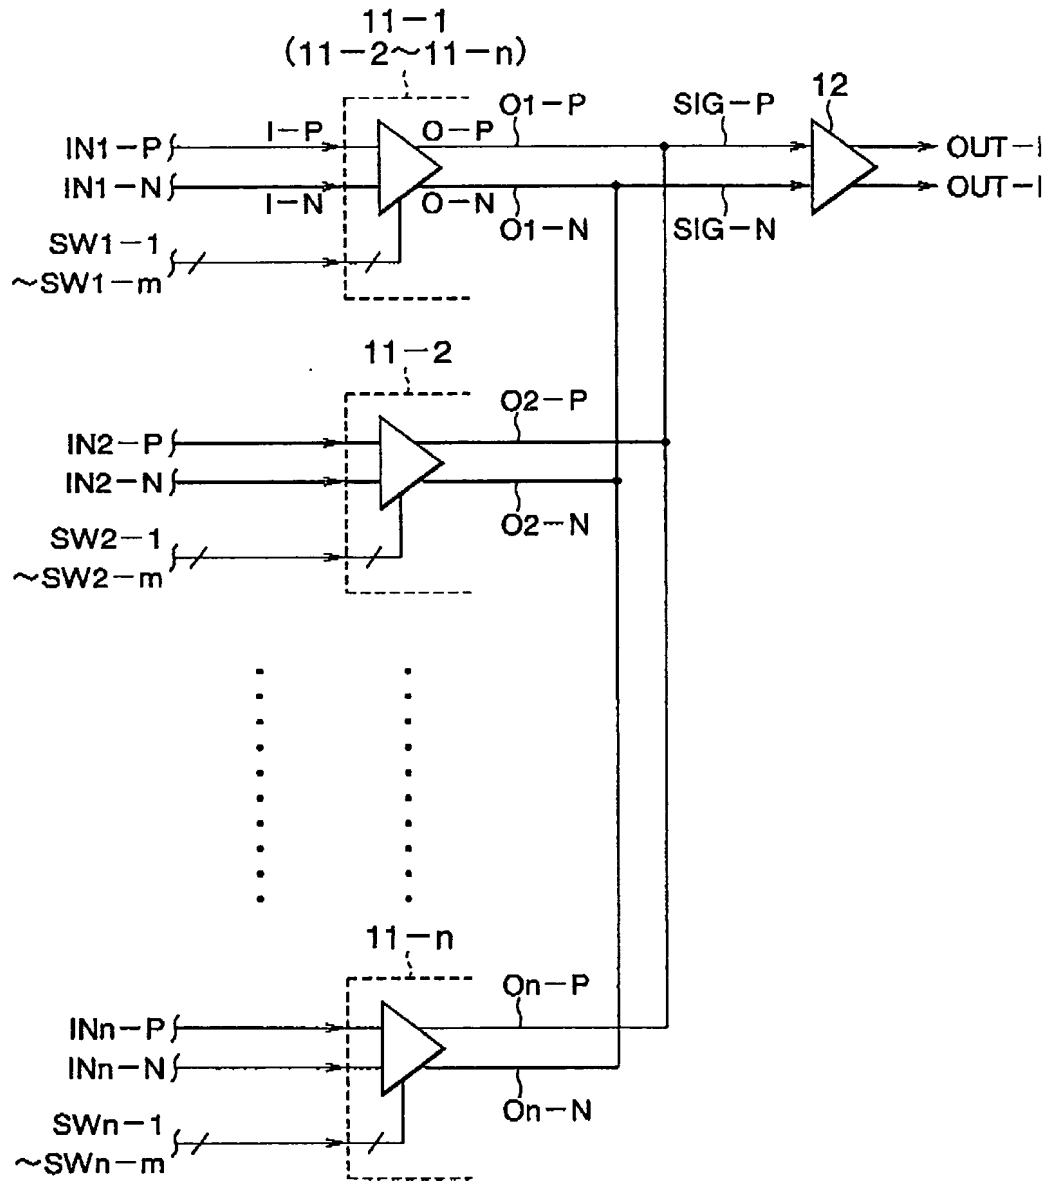 11-1
(11-2~11-n)
12
O1-P
SIG-P
I-P
O-P
IN1-P
OUT-
IN1-N
OUT-
I-N
O-N
O1-N
SIG-N
SW1-1
~SW1-m
11-2
O2-P
IN2-P
IN2-N
O2-N
SW2-1
~SW2-m
11-n
On-P
INn-P
INn-N
On-N
SWn-1
~SWn-m